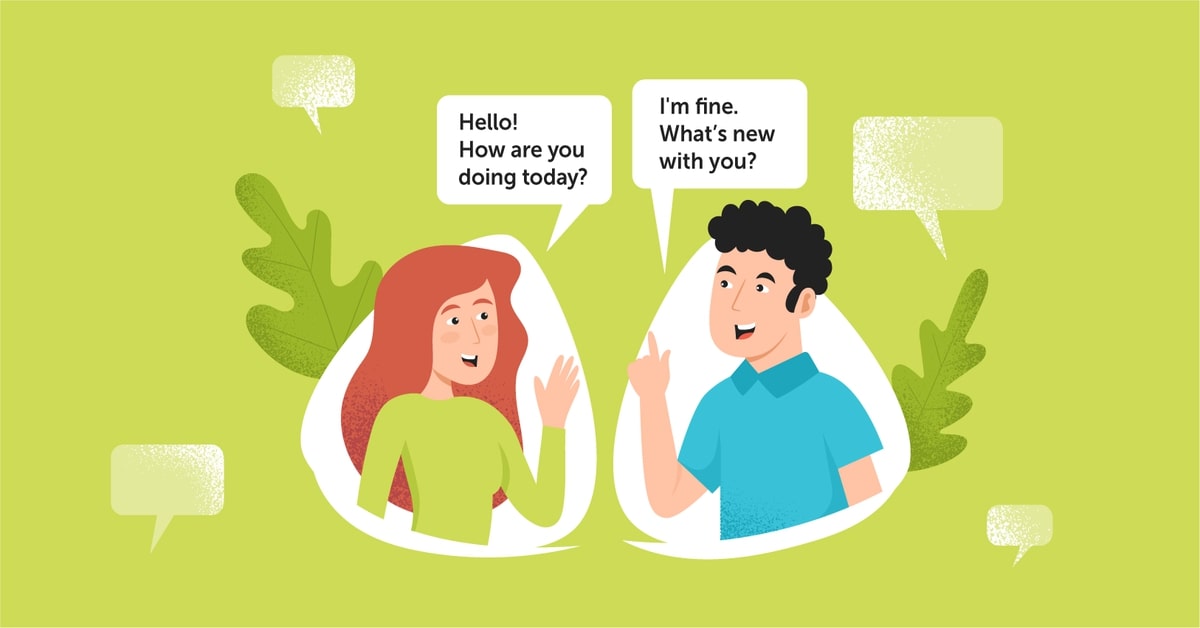 Hello!
How are you
doing today?
I'm fine.
What’s new
with you?